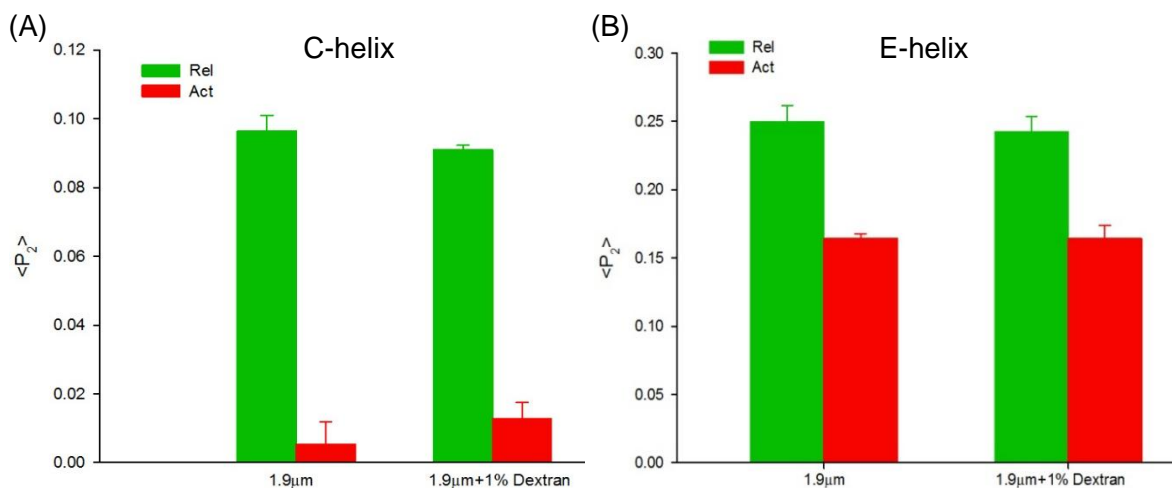 (A)
C-helix
Rel
Act
0.12
0.10
0.08
0.06
0.04
0.02
0.00
<P2>
1.9μm
1.9μm+1% Dextran
(B)
E-helix
Rel
Act
0.30
0.25
0.20
0.15
0.10
0.05
0.00
<P2>
1.9μm
1.9μm+1% Dextran